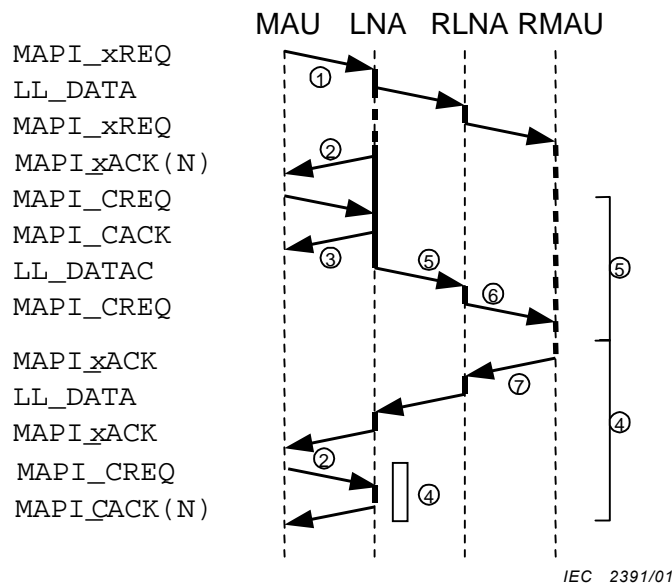 MAU LNA RLNA RMAU
MAPI_xREQ
①
LL_DATA
MAPI_xREQ
②
MAPI_xACK(N)
MAPI_CREQ
MAPI_CACK
③ ⑤ ⑤
LL_DATAC
⑥
MAPI_CREQ
MAPI_xACK
⑦
LL_DATA
④
MAPI_xACK
②
MAPI_CREQ
④
MAPI_CACK(N)
IEC 2391/01